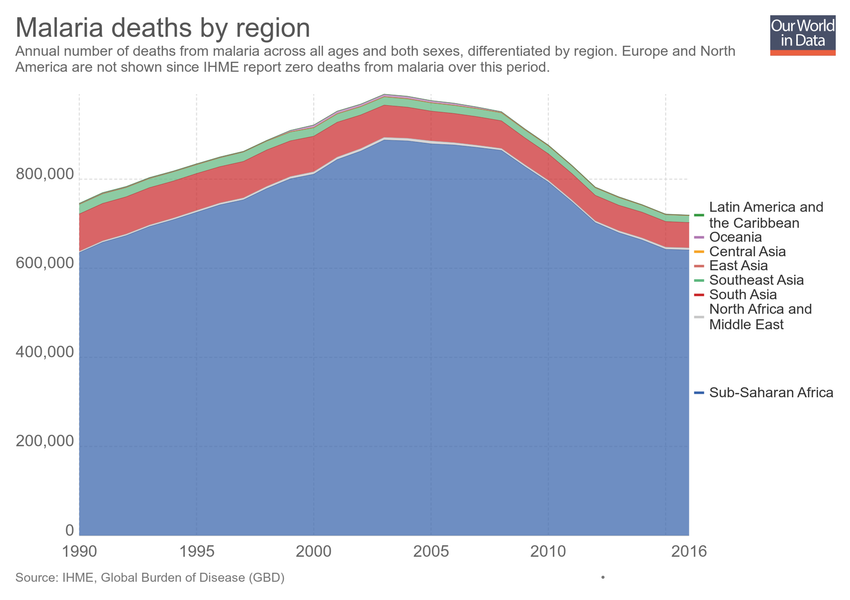 Malaria deaths by region
Our World
in Data
Annual number of deaths from malaria across all ages and both sexes, differentiated by region. Europe and North
America are not shown since IHME report zero deaths from malaria over this period.
800,000
600,000
400,000
200,000
0
1990
1995
2000
2005
2010
2016
Latin America and
the Caribbean
Oceania
Central Asia
East Asia
Southeast Asia
South Asia
North Africa and
Middle East
Sub-Saharan Africa
Source: IHME, Global Burden of Disease (GBD)